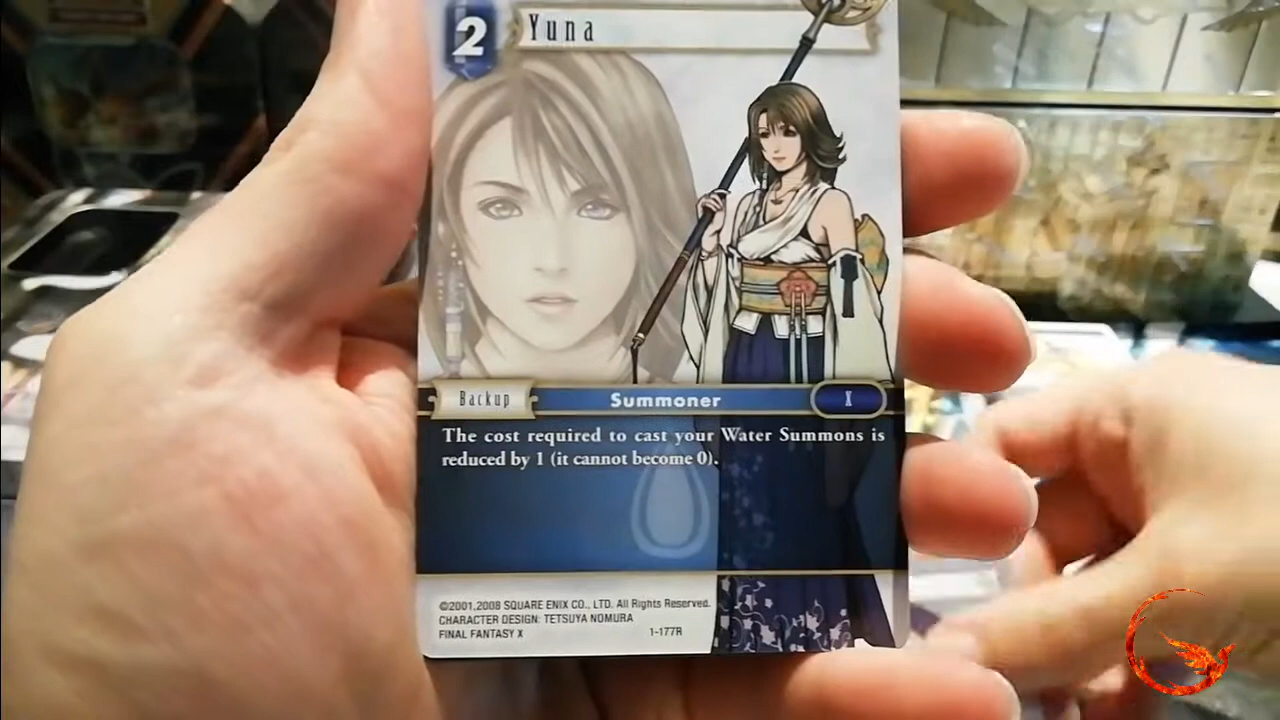 2
Yuna
Backup
Summoner
X
The cost required to cast your Water Summons is
reduced by 1 (it cannot become 0).
©2001,2008 SQUARE ENIX CO., LTD. All Rights Reserved.
CHARACTER DESIGN: TETSUYA NOMURA
FINAL FANTASY X
1-177R